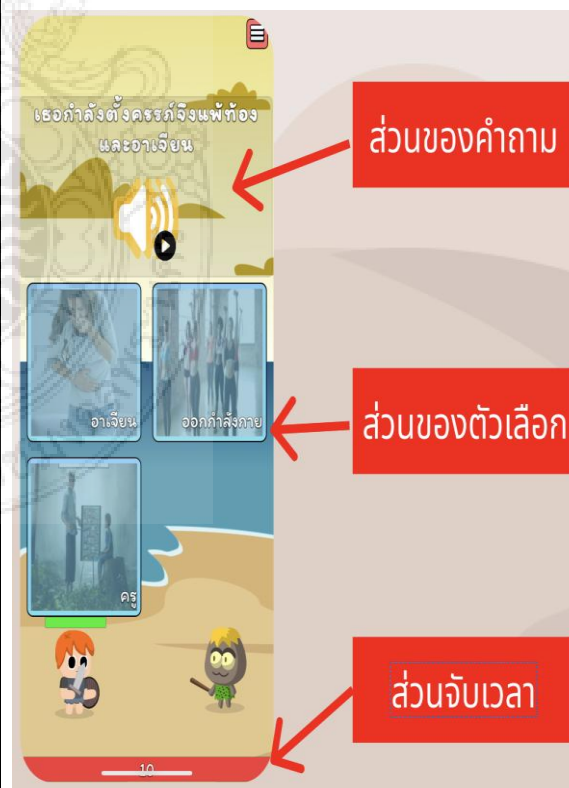 เธอกำลังตั้งครรภ์จึงแพ้ท้อง
และอาเจียน
ส่วนของคำถาม
อาเจียน
ออกกำลังกาย
ส่วนของตัวเลือก
ครู
ส่วนจับเวลา
10